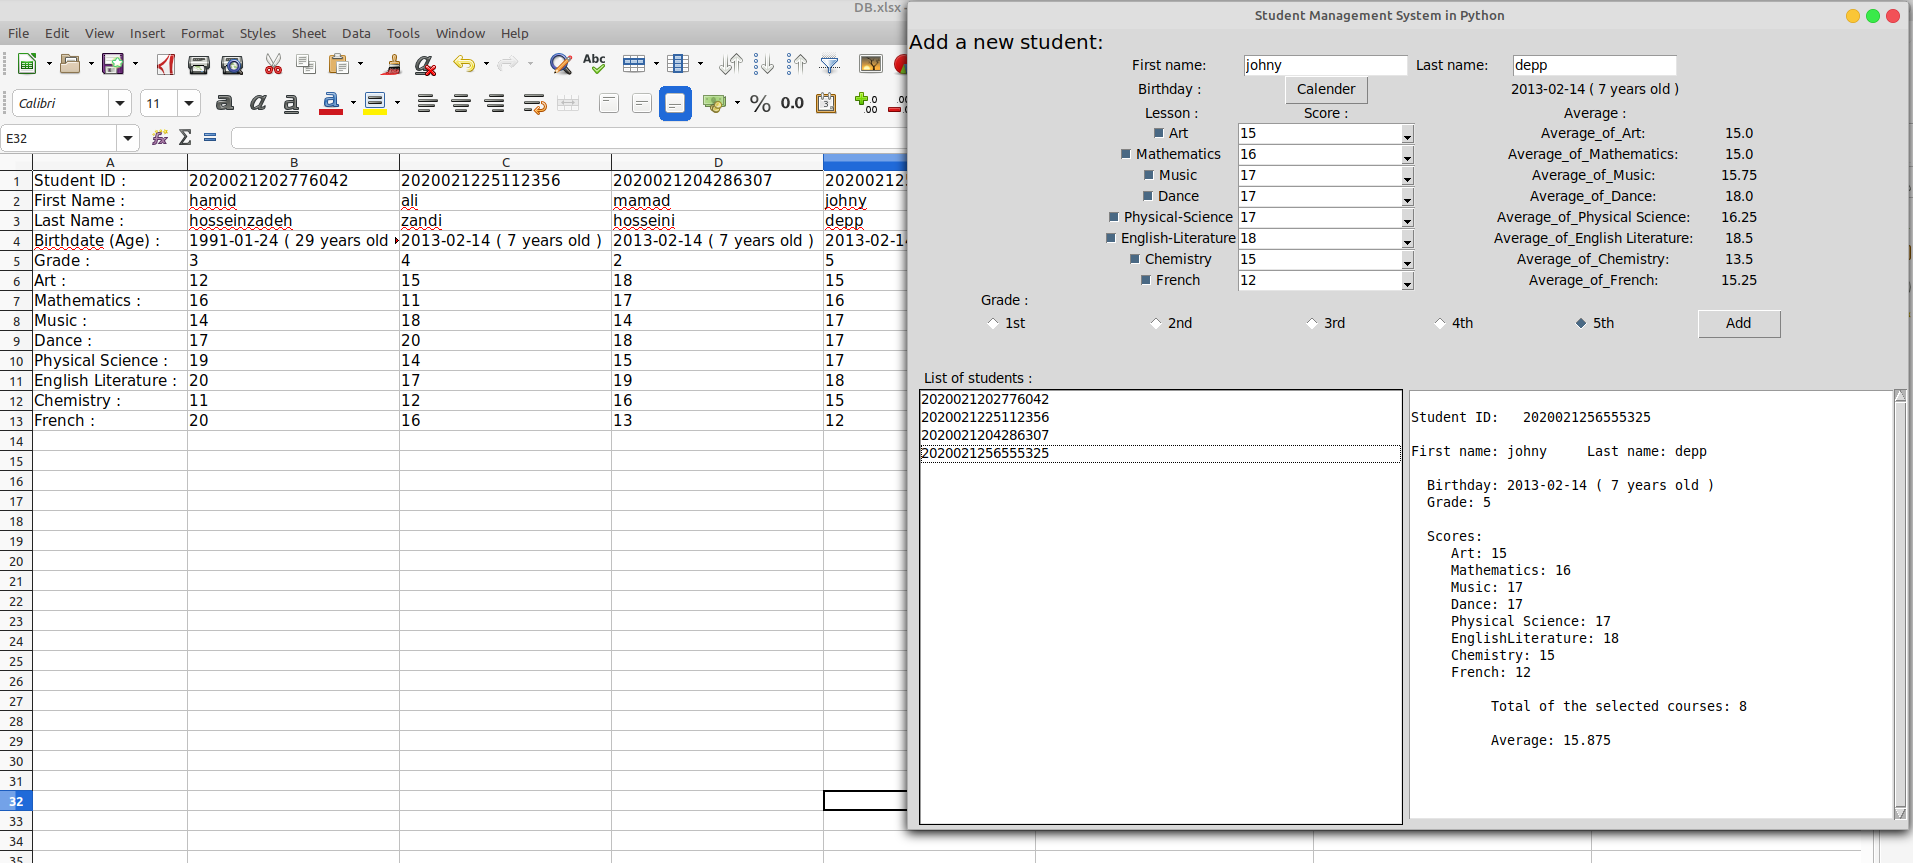 DB.xlsx -
File Edit View Insert Format Styles Sheet Data Tools Window Help
Calibri 11 a a a a % 0.0
Abc
E32
A B C D
1 Student ID : 2020021202776042 2020021225112356 2020021204286307
2 First Name : hamid ali mamad johny
3 Last Name : hosseinzadeh zandi hosseini depp
4 Birthdate (Age) : 1991-01-24 ( 29 years old 2013-02-14 ( 7 years old ) 2013-02-14 ( 7 years old )
5 Grade : 3 4 2 5
6 Art : 12 15 18 15
7 Mathematics : 16 11 17 16
8 Music : 14 18 14 17
9 Dance : 17 20 18 17
10 Physical Science : 19 14 15 17
11 English Literature : 20 17 19 18
12 Chemistry : 11 12 16 15
13 French : 20 16 13 12
14
15
16
17
18
19
20
21
22
23
24
25
26
27
28
29
30
31
32
33
34
35
Student Management System in Python
Add a new student:
First name: johny Last name: depp
Birthday : Calender 2013-02-14 ( 7 years old )
Lesson : Score : Average :
Art 15 Average_of_Art: 15.0
Mathematics 16 Average_of_Mathematics: 15.0
Music 17 Average_of_Music: 15.75
Dance 17 Average_of_Dance: 18.0
Physical-Science 17 Average_of_Physical Science: 16.25
English-Literature 18 Average_of_English Literature: 18.5
Chemistry 15 Average_of_Chemistry: 13.5
French 12 Average_of_French: 15.25
Grade :
1st 2nd 3rd 4th 5th Add
List of students :
2020021202776042
2020021225112356
2020021204286307
2020021256555325
Student ID: 2020021256555325
First name: johny Last name: depp
Birthday: 2013-02-14 ( 7 years old )
Grade: 5
Scores:
Art: 15
Mathematics: 16
Music: 17
Dance: 17
Physical Science: 17
EnglishLiterature: 18
Chemistry: 15
French: 12
Total of the selected courses: 8
Average: 15.875